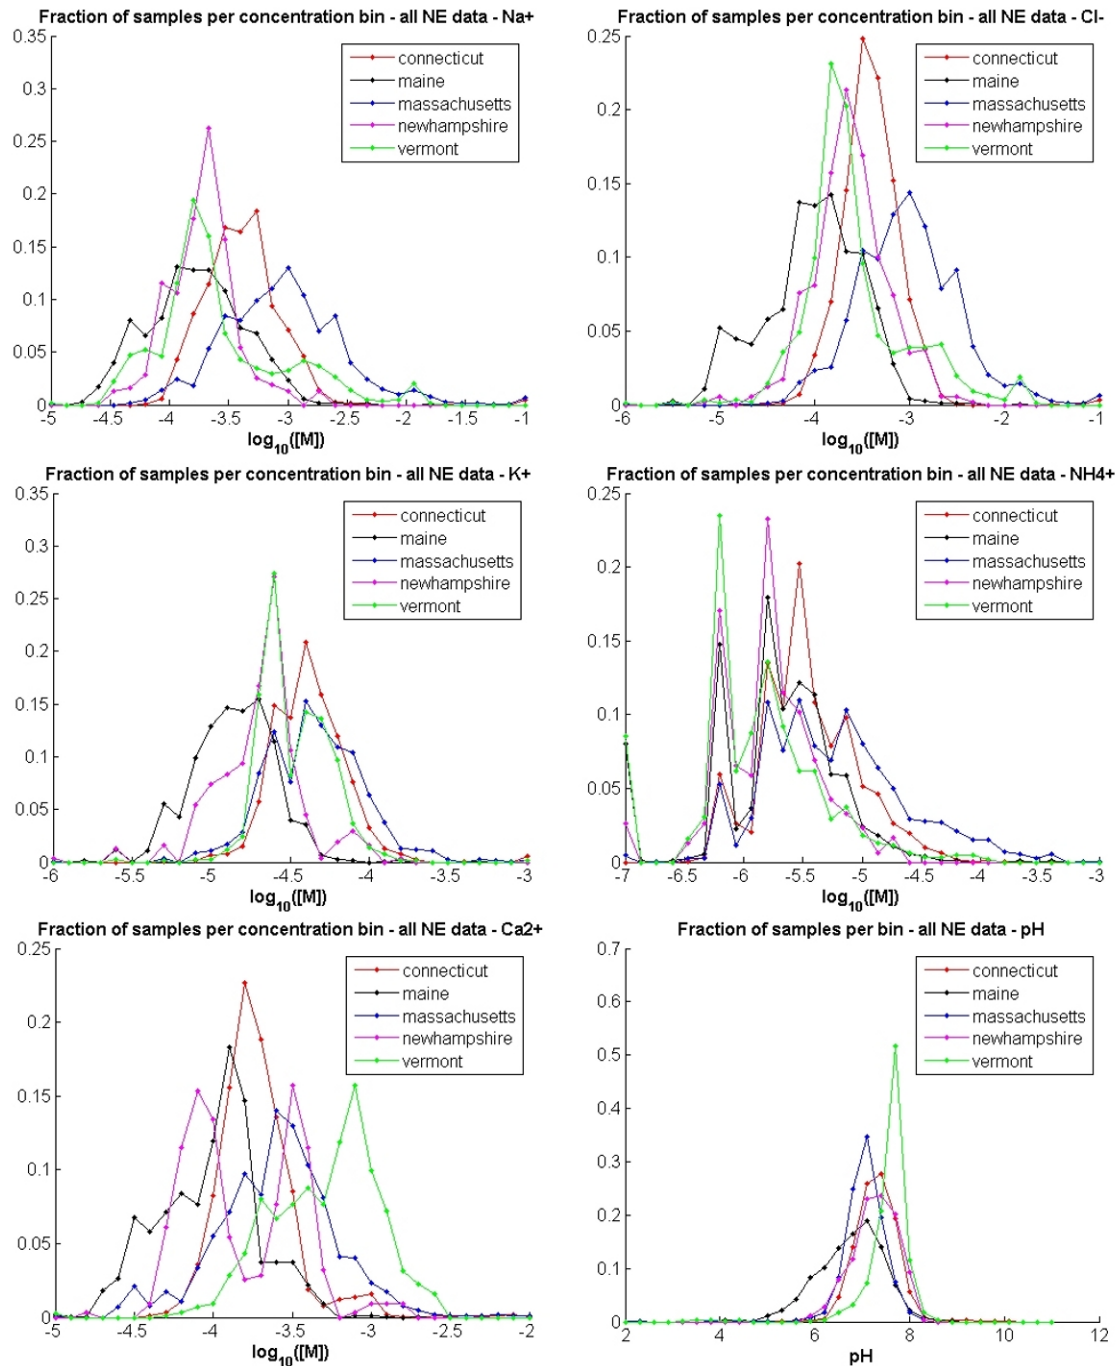 Fraction of samples per concentration bin - all NE data - Na+
0.35
0.3
0.25
0.2
0.15
0.1
0.05
0
connecticut
maine
massachusetts
newhampshire
vermont
-5 -4.5 -4 -3.5 -3 -2.5 -2 -1.5 -1
log10([M])
Fraction of samples per concentration bin - all NE data - Cl-
0.25
0.2
0.15
0.1
0.05
0
connecticut
maine
massachusetts
newhampshire
vermont
-6 -5 -4 -3 -2 -1
log10([M])
Fraction of samples per concentration bin - all NE data - K+
0.35
0.3
0.25
0.2
0.15
0.1
0.05
0
connecticut
maine
massachusetts
newhampshire
vermont
-6 -5.5 -5 -4.5 -4 -3.5 -3
log10([M])
Fraction of samples per concentration bin - all NE data - NH4+
0.25
0.2
0.15
0.1
0.05
0
connecticut
maine
massachusetts
newhampshire
vermont
-7 -6.5 -6 -5.5 -5 -4.5 -4 -3.5 -3
log10([M])
Fraction of samples per concentration bin - all NE data - Ca2+
0.25
0.2
0.15
0.1
0.05
0
connecticut
maine
massachusetts
newhampshire
vermont
-5 -4.5 -4 -3.5 -3 -2.5 -2
log10([M])
Fraction of samples per bin - all NE data - pH
0.7
0.6
0.5
0.4
0.3
0.2
0.1
0
connecticut
maine
massachusetts
newhampshire
vermont
2 4 6 8 10 12
pH